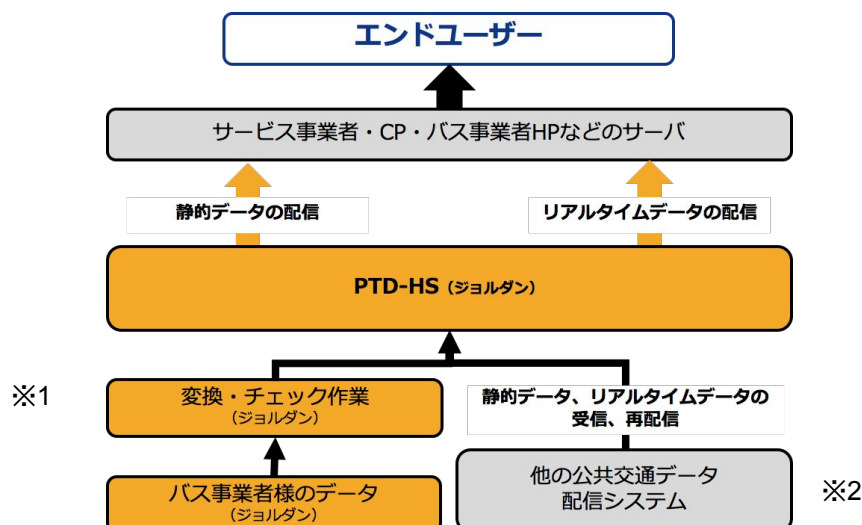 エンドユーザー
サービス事業者・CP・バス事業者HPなどのサーバ
静的データの配信
リアルタイムデータの配信
PTD-HS（ジョルダン）
※1
変換・チェック作業
（ジョルダン）
静的データ、リアルタイムデータの
受信、再配信
バス事業者様のデータ
（ジョルダン）
他の公共交通データ
配信システム
※2